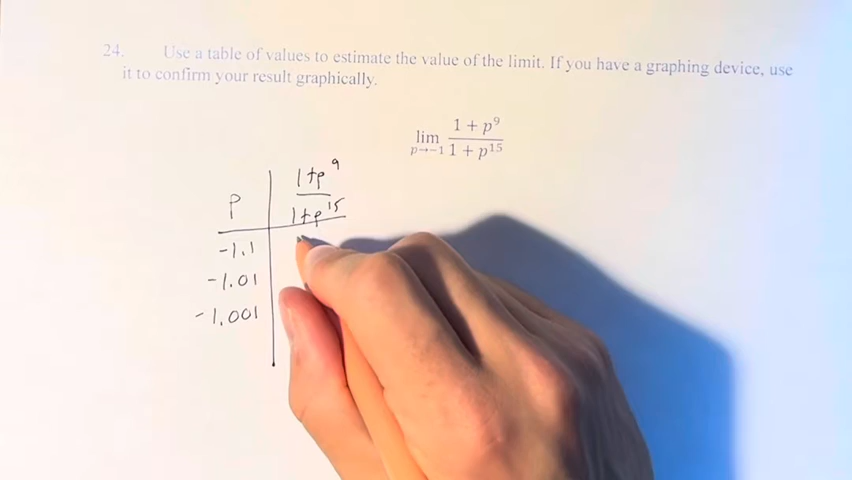 24. Use a table of values to estimate the value of the limit. If you have a graphing device, use
it to confirm your result graphically.
lim p→-1 (1 + p⁹)/(1 + p¹⁵)
P | (1+p⁹)/(1+p¹⁵)
-1.1
-1.01
-1.001